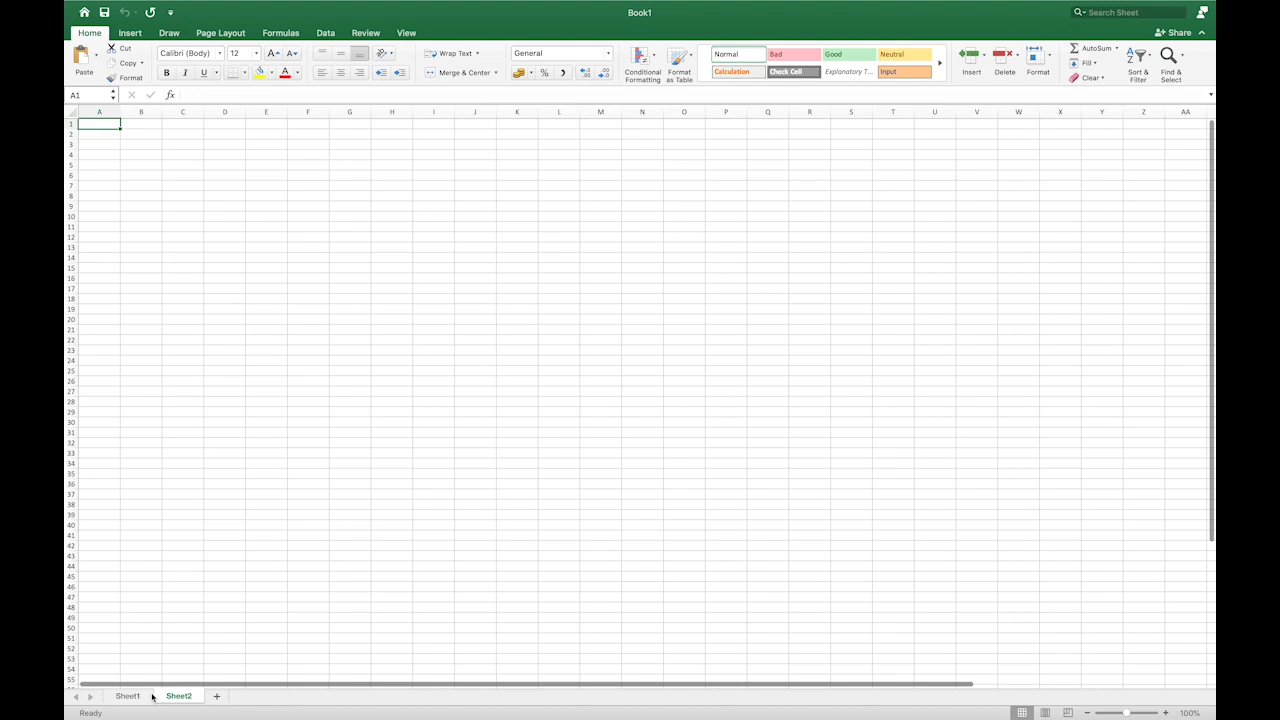 Book1
Search Sheet
Home Insert Draw Page Layout Formulas Data Review View
Share
Paste
Cut
Copy
Format
Calibri (Body) 12
B U
Wrap Text
Merge & Center
General
Conditional Formatting
Format as Table
Normal Bad Good Neutral
Calculation Check Cell Explanatory T... Input
Insert Delete Format
AutoSum
Fill
Clear
Sort & Filter
Find & Select
A1 fx
A B C D E F G H I J K L M N O P Q R S T U V W X Y Z AA
1
2
3
4
5
6
7
8
9
10
11
12
13
14
15
16
17
18
19
20
21
22
23
24
25
26
27
28
29
30
31
32
33
34
35
36
37
38
39
40
41
42
43
44
45
46
47
48
49
50
51
52
53
54
55
Sheet1 Sheet2 +
Ready
100%